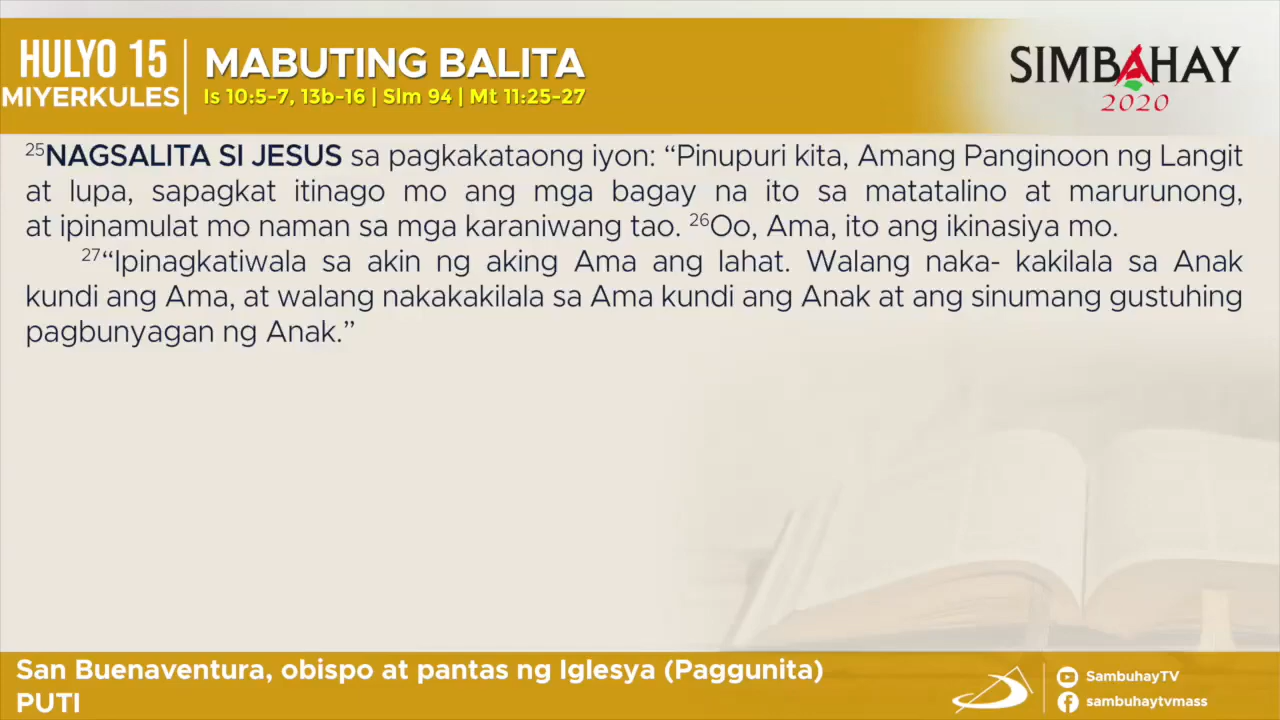 HULYO 15
MIYERKULES
MABUTING BALITA
Is 10:5-7, 13b-16 | Slm 94 | Mt 11:25-27
SIMBAHAY
2020
²⁵NAGSALITA SI JESUS sa pagkakataong iyon: “Pinupuri kita, Amang Panginoon ng Langit
at lupa, sapagkat itinago mo ang mga bagay na ito sa matatalino at marurunong,
at ipinamulat mo naman sa mga karaniwang tao. ²⁶Oo, Ama, ito ang ikinasiya mo.
²⁷“Ipinagkatiwala sa akin ng aking Ama ang lahat. Walang naka- kakilala sa Anak
kundi ang Ama, at walang nakakakilala sa Ama kundi ang Anak at ang sinumang gustuhing
pagbunyagan ng Anak.”
San Buenaventura, obispo at pantas ng Iglesya (Paggunita)
PUTI
SambuhayTV
sambuhaytvmass